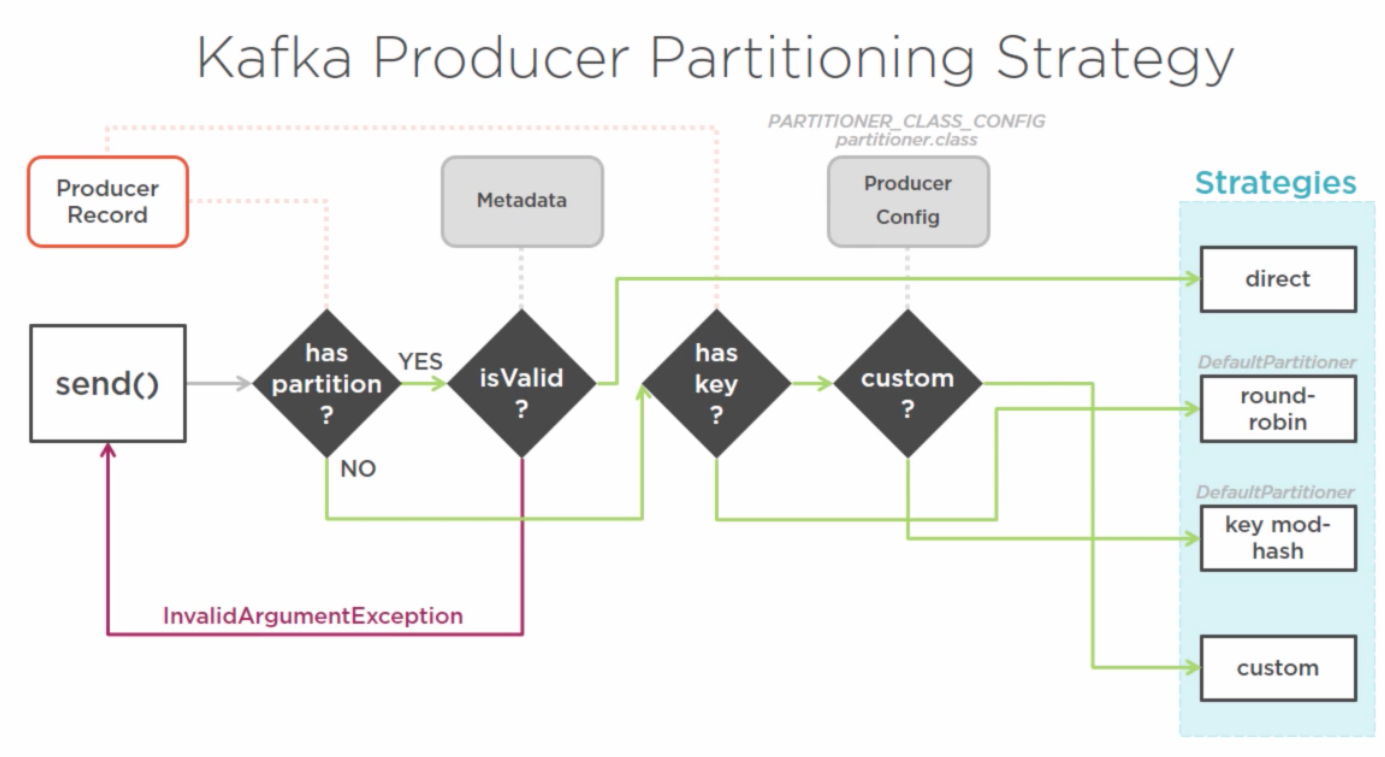 Kafka Producer Partitioning Strategy
PARTITIONER_CLASS_CONFIG
partitioner.class
Producer
Record
Metadata
Producer
Config
Strategies
direct
send()
has
partition
?
YES
isValid
?
has
key
?
custom
?
DefaultPartitioner
round-
robin
NO
DefaultPartitioner
key mod-
hash
InvalidArgumentException
custom